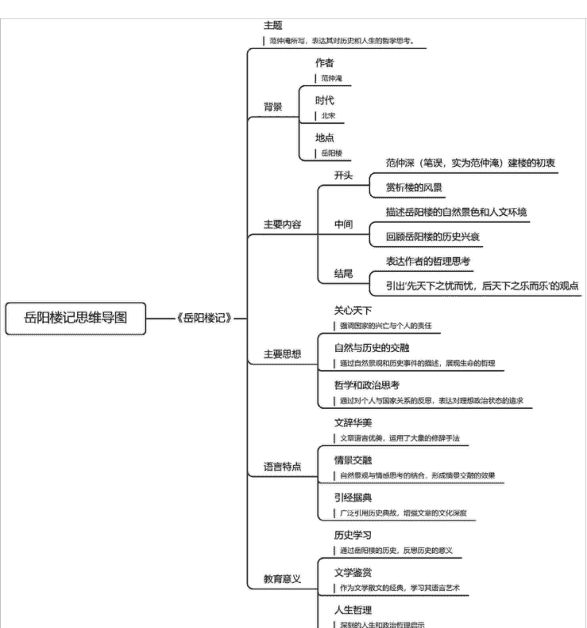 岳阳楼记思维导图
《岳阳楼记》
主题
范仲淹所写，表达其对历史和人生的哲学思考。
背景
作者
范仲淹
时代
北宋
地点
岳阳楼
主要内容
开头
范仲深（笔误，实为范仲淹）建楼的初衷
赏析楼的风景
中间
描述岳阳楼的自然景色和人文环境
回顾岳阳楼的历史兴衰
结尾
表达作者的哲理思考
引出'先天下之忧而忧，后天下之乐而乐'的观点
主要思想
关心天下
强调国家的兴亡与个人的责任
自然与历史的交融
通过自然景观和历史事件的描述，展现生命的哲理
哲学和政治思考
通过对个人与国家关系的反思，表达对理想政治状态的追求
语言特点
文辞华美
文章语言优美，运用了大量的修辞手法
情景交融
自然景观与情感思考的结合，形成情景交融的效果
引经据典
广泛引用历史典故，增强文章的文化深度
教育意义
历史学习
通过岳阳楼的历史，反思历史的意义
文学鉴赏
作为文学散文的经典，学习其语言艺术
人生哲理
深刻的人生和政治哲理启示